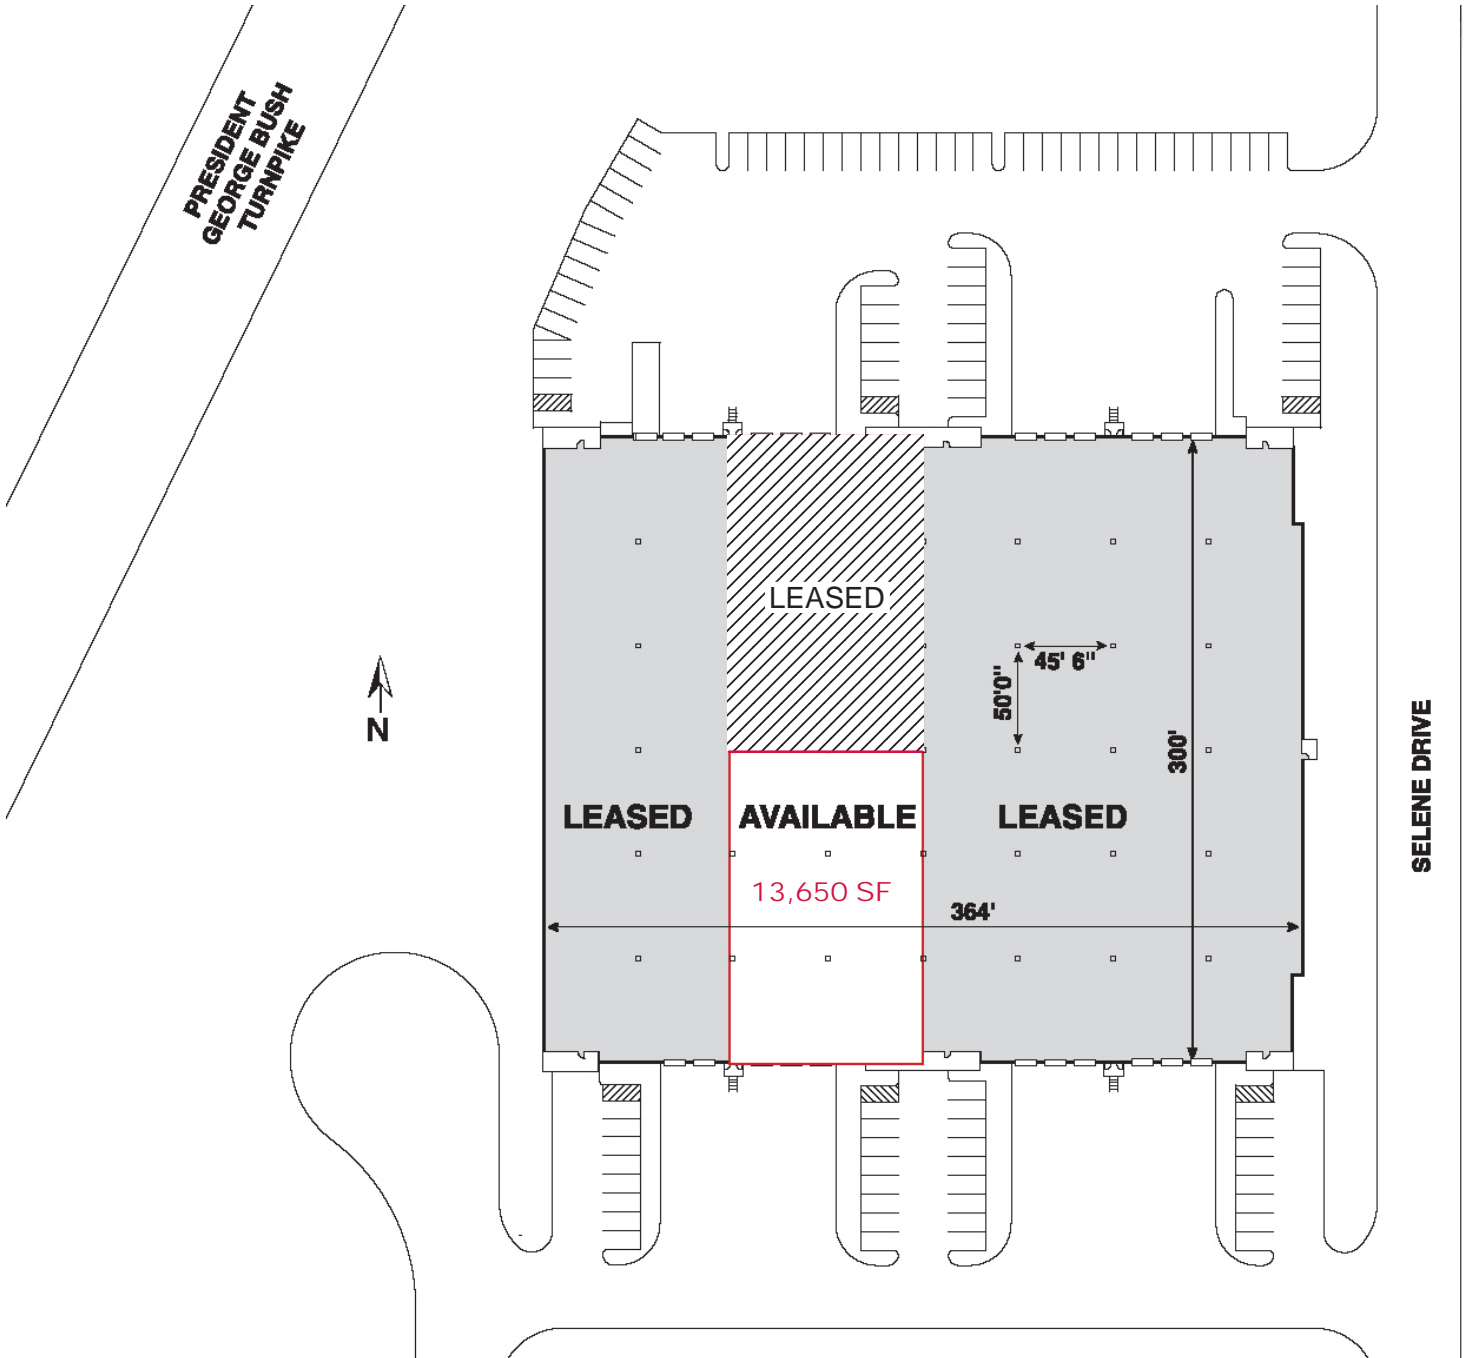 PRESIDENT
GEORGE BUSH
TURNPIKE
LEASED
45' 6"
50'0"
N
300'
SELENE DRIVE
LEASED
AVAILABLE
LEASED
13,650 SF
364'